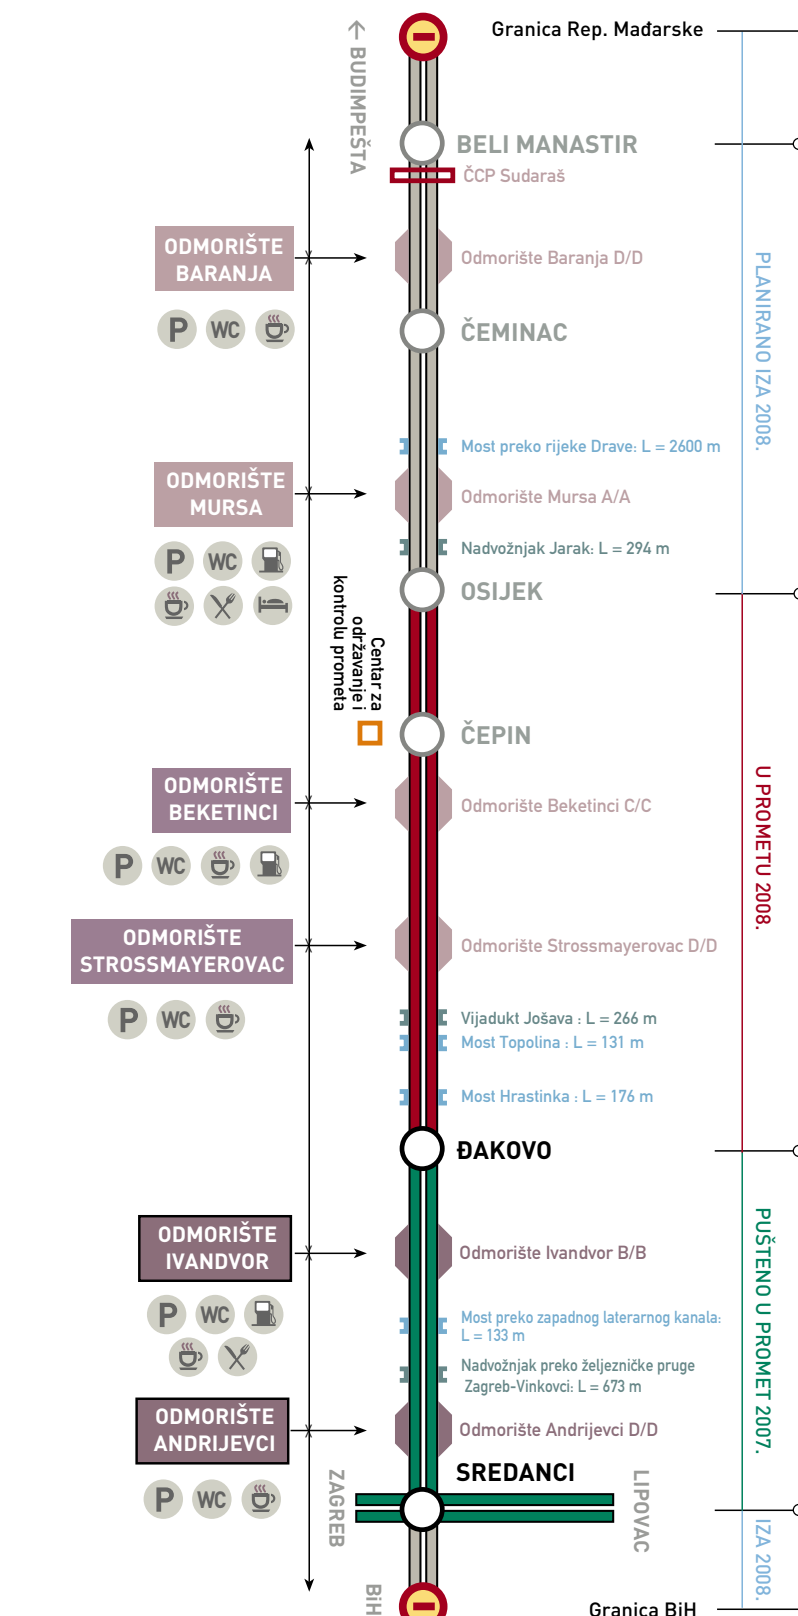 Granica Rep. Mađarske
← BUDIMPEŠTA
BELI MANASTIR
ČCP Sudaraš
ODMORIŠTE
BARANJA
Odmorište Baranja D/D
P WC
ČEMINAC
PLANIRANO IZA 2008.
Most preko rijeke Drave: L = 2600 m
ODMORIŠTE
MURSA
Odmorište Mursa A/A
P WC
Nadvožnjak Jarak: L = 294 m
OSIJEK
Centar za
održavanje i
kontrolu prometa
ČEPIN
ODMORIŠTE
BEKETINCI
Odmorište Beketinci C/C
U PROMETU 2008.
P WC
ODMORIŠTE
STROSSMAYEROVAC
Odmorište Strossmayerovac D/D
P WC
Vijadukt Jošava : L = 266 m
Most Topolina : L = 131 m
Most Hrastinka : L = 176 m
ĐAKOVO
ODMORIŠTE
IVANDVOR
Odmorište Ivandvor B/B
PUŠTENO U PROMET 2007.
P WC
Most preko zapadnog laterarnog kanala:
L = 133 m
Nadvožnjak preko željezničke pruge
Zagreb-Vinkovci: L = 673 m
ODMORIŠTE
ANDRIJEVCI
Odmorište Andrijevci D/D
P WC
SREDANCI
ZAGREB
LIPOVAC
IZA 2008.
BiH
Granica BiH